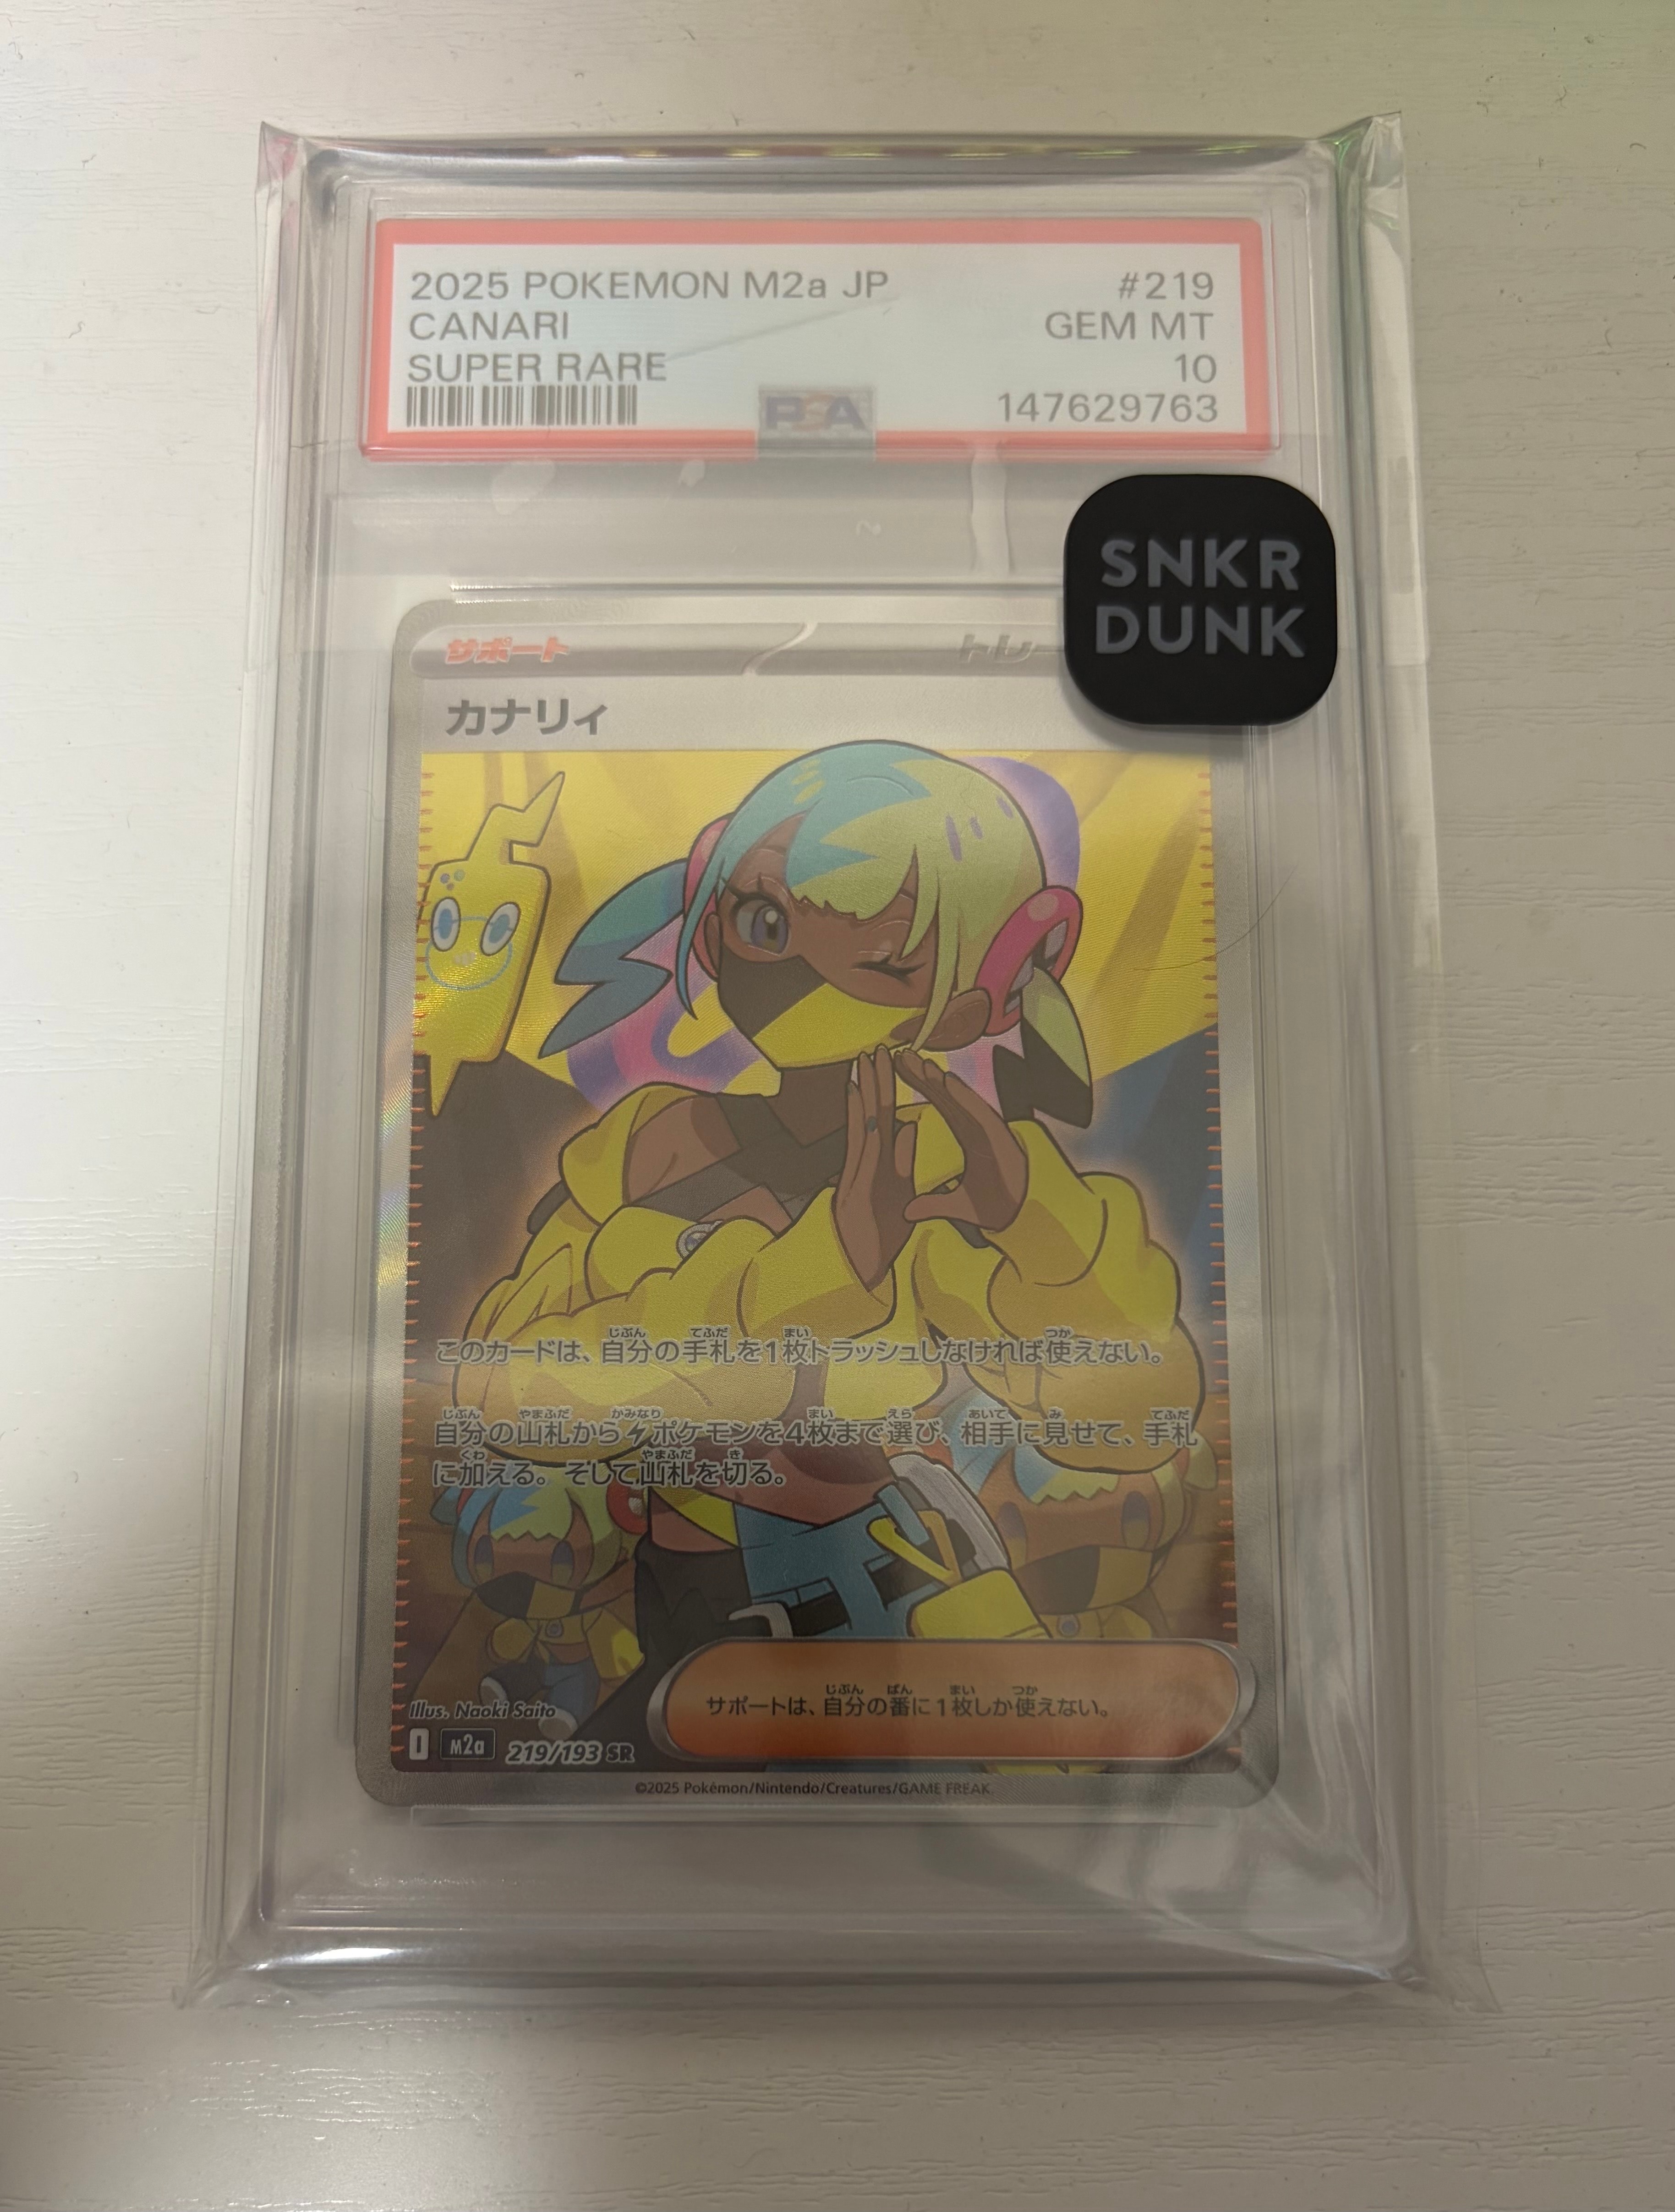 2025 POKEMON M2a JP #219
CANARI GEM MT
SUPER RARE 10
147629763
PSA
SNKR
DUNK
サポート トレー
カナリィ
このカードは、自分の手札を1枚トラッシュしなければ使えない。
自分の山札から ポケモンを4枚まで選び、相手に見せて、手札
に加える。そして山札を切る。
サポートは、自分の番に1枚しか使えない。
Illus. Naoki Saito
I M2a 219/193 SR
©2025 Pokémon/Nintendo/Creatures/GAME FREAK.